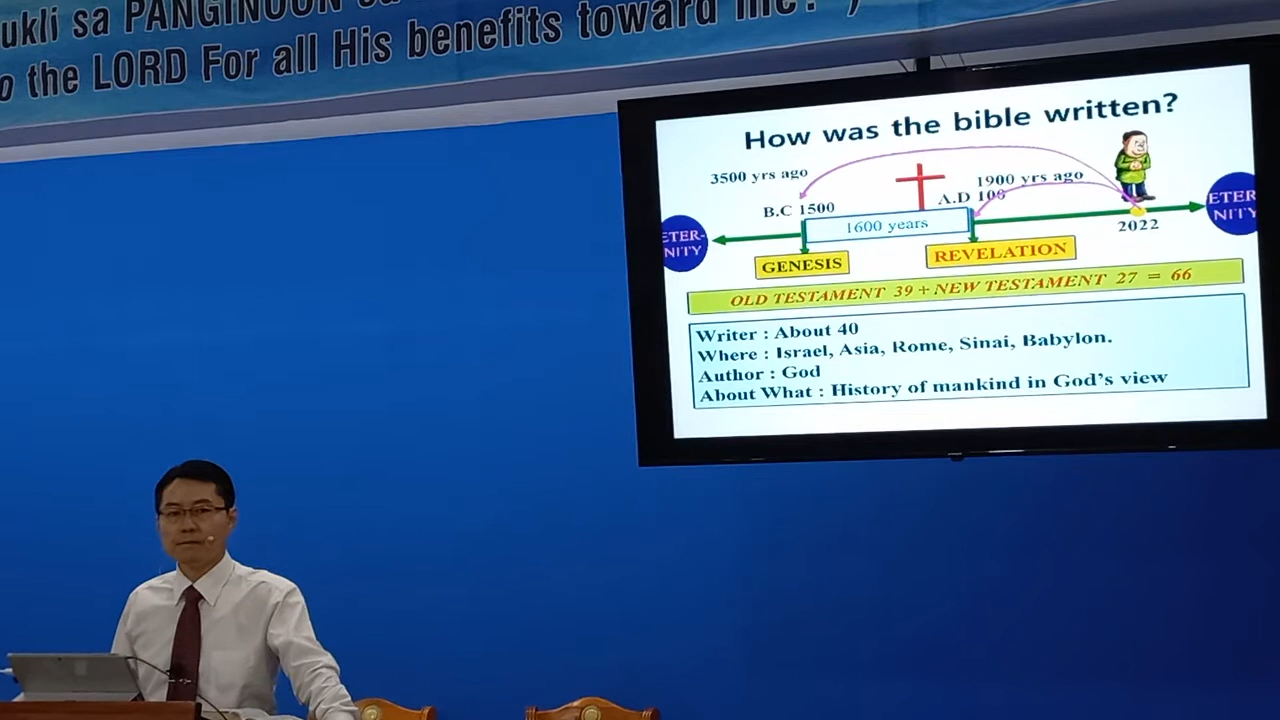 ukli sa PANGINOON
o the LORD For all His benefits toward me? )
How was the bible written?
3500 yrs ago
1900 yrs ago
B.C 1500
A.D 100
1600 years
ETER-
NITY
ETER
NITY
2022
GENESIS
REVELATION
OLD TESTAMENT 39 + NEW TESTAMENT 27 = 66
Writer : About 40
Where : Israel, Asia, Rome, Sinai, Babylon.
Author : God
About What : History of mankind in God's view